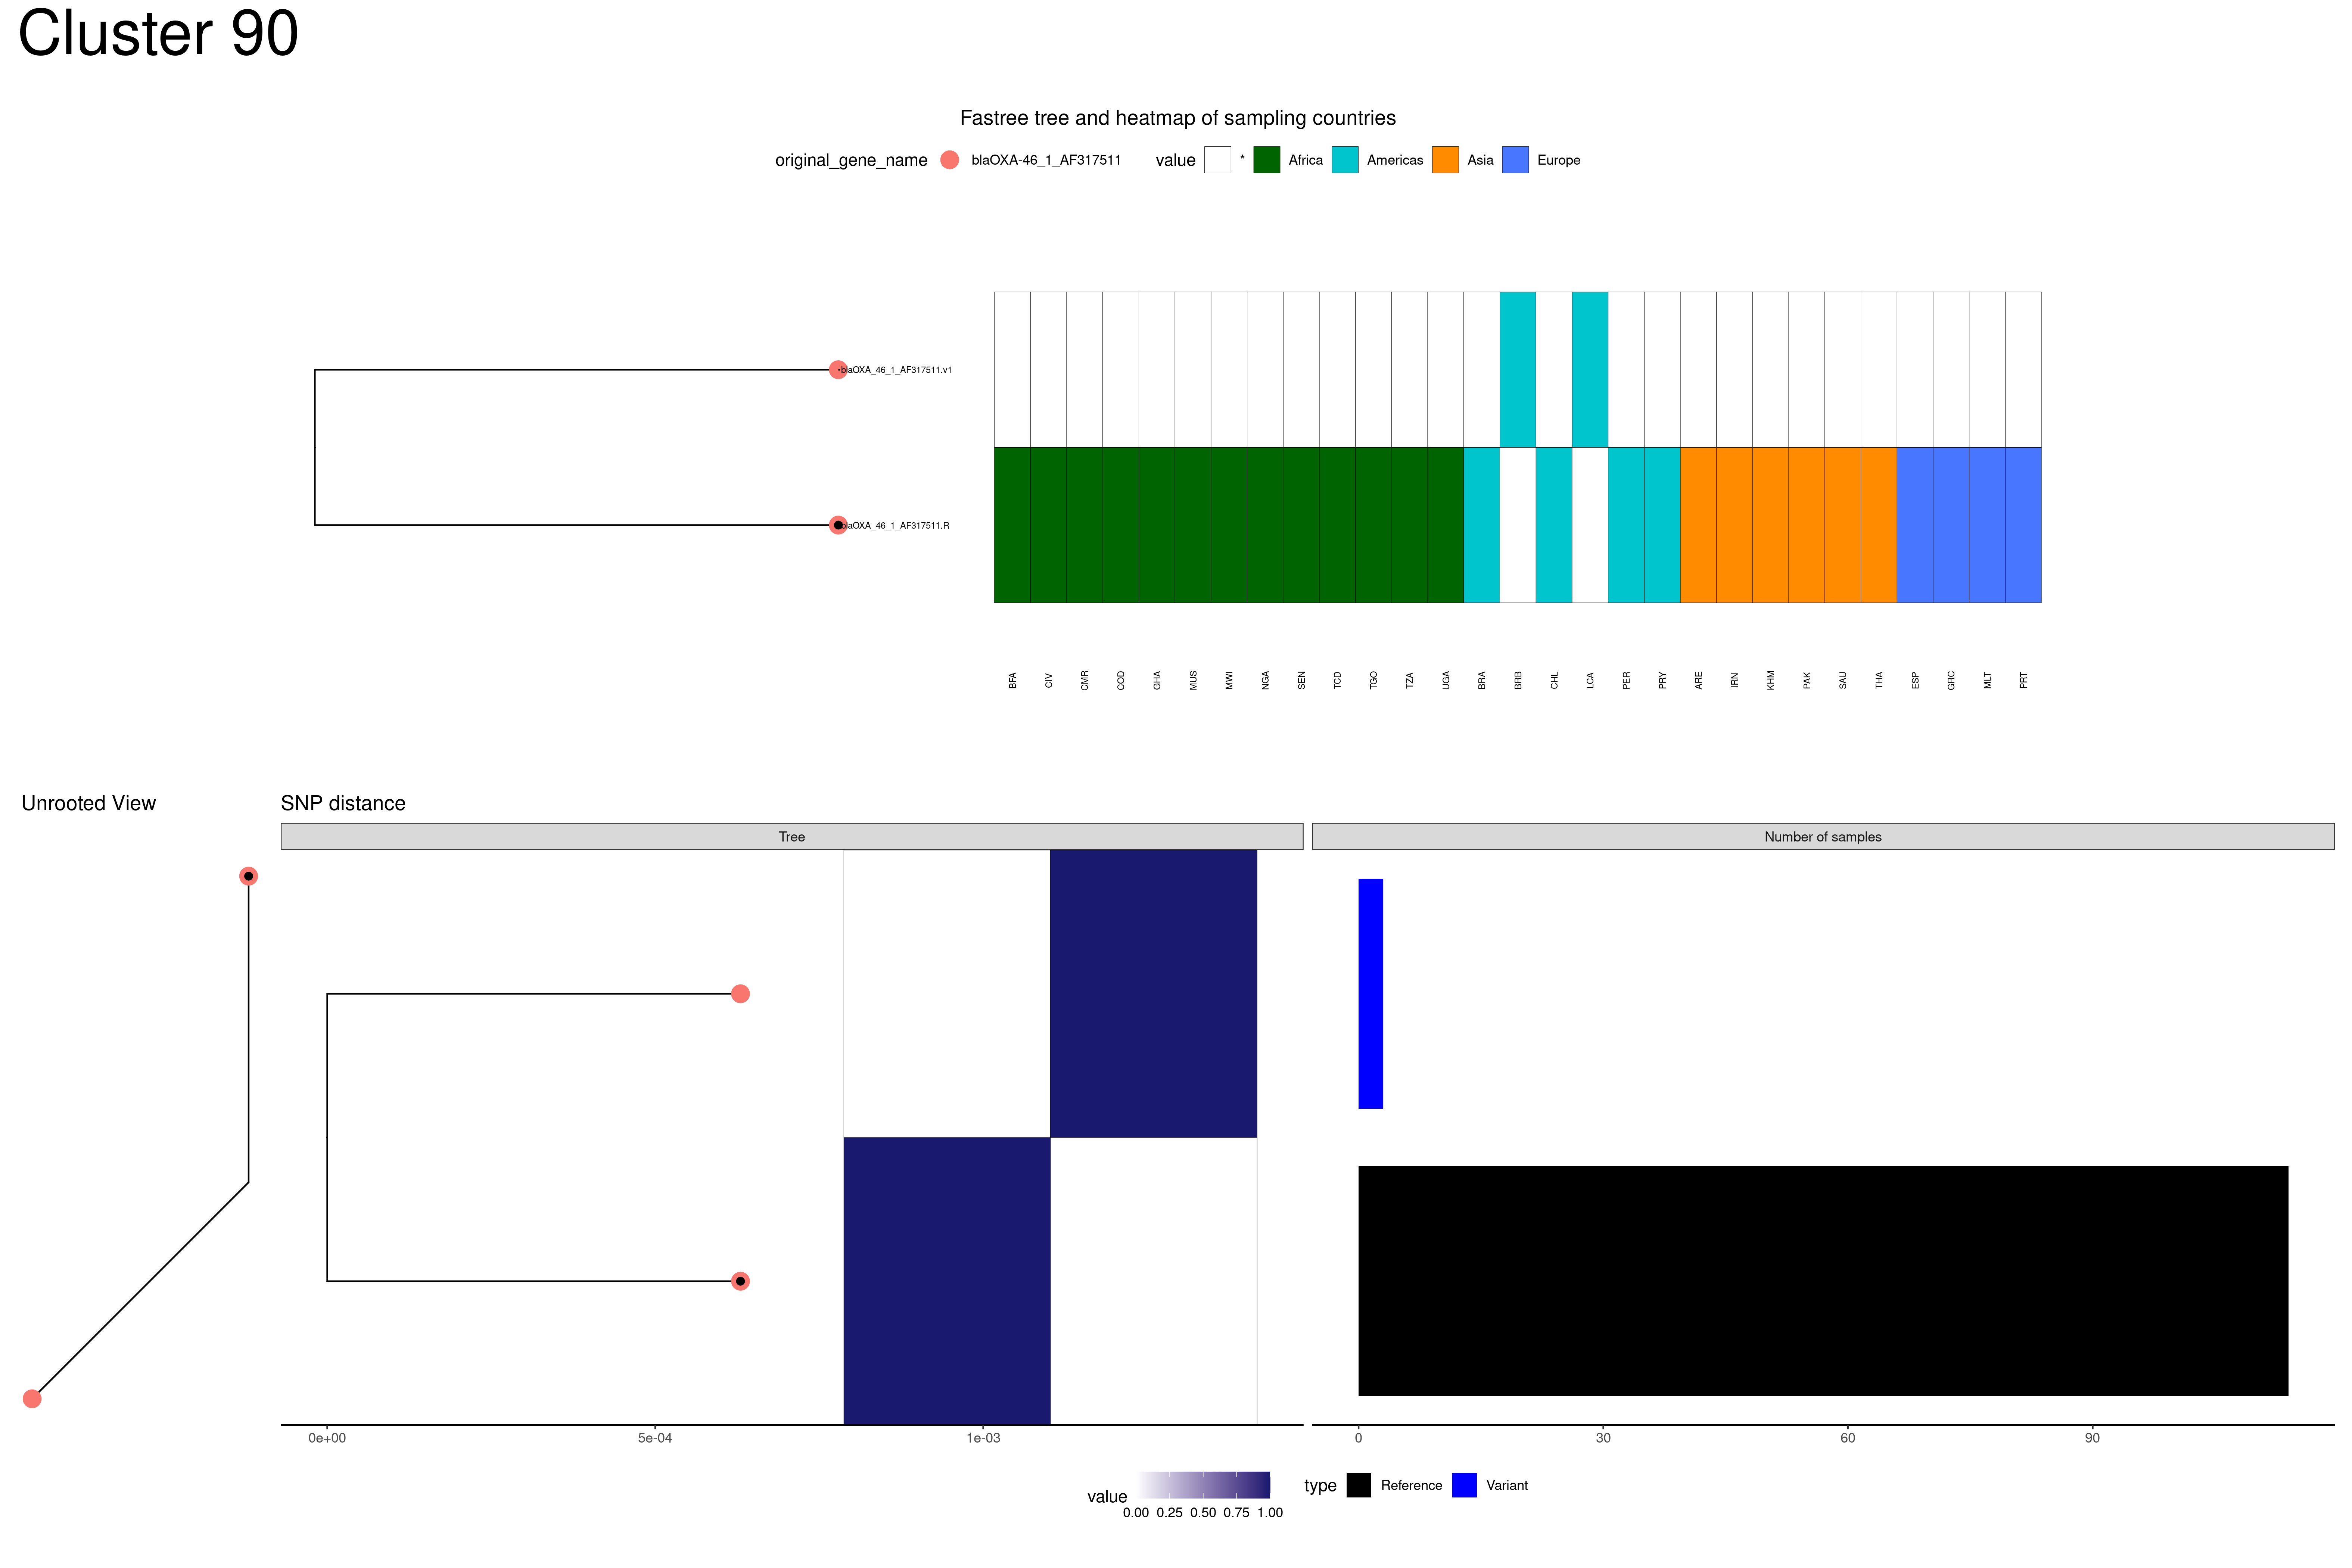 Cluster 90
Fastree tree and heatmap of sampling countries
original_gene_name blaOXA-46_1_AF317511 value * Africa Americas Asia Europe
blaOXA_46_1_AF317511.v1
blaOXA_46_1_AF317511.R
BFA CIV CMR COD GHA MUS MWI NGA SEN TCD TGO TZA UGA BRA BRB CHL LCA PER PRY ARE IRN KHM PAK SAU THA ESP GRC MLT PRT
Unrooted View SNP distance
Tree Number of samples
0e+00 5e-04 1e-03 0 30 60 90
value 0.00 0.25 0.50 0.75 1.00 type Reference Variant